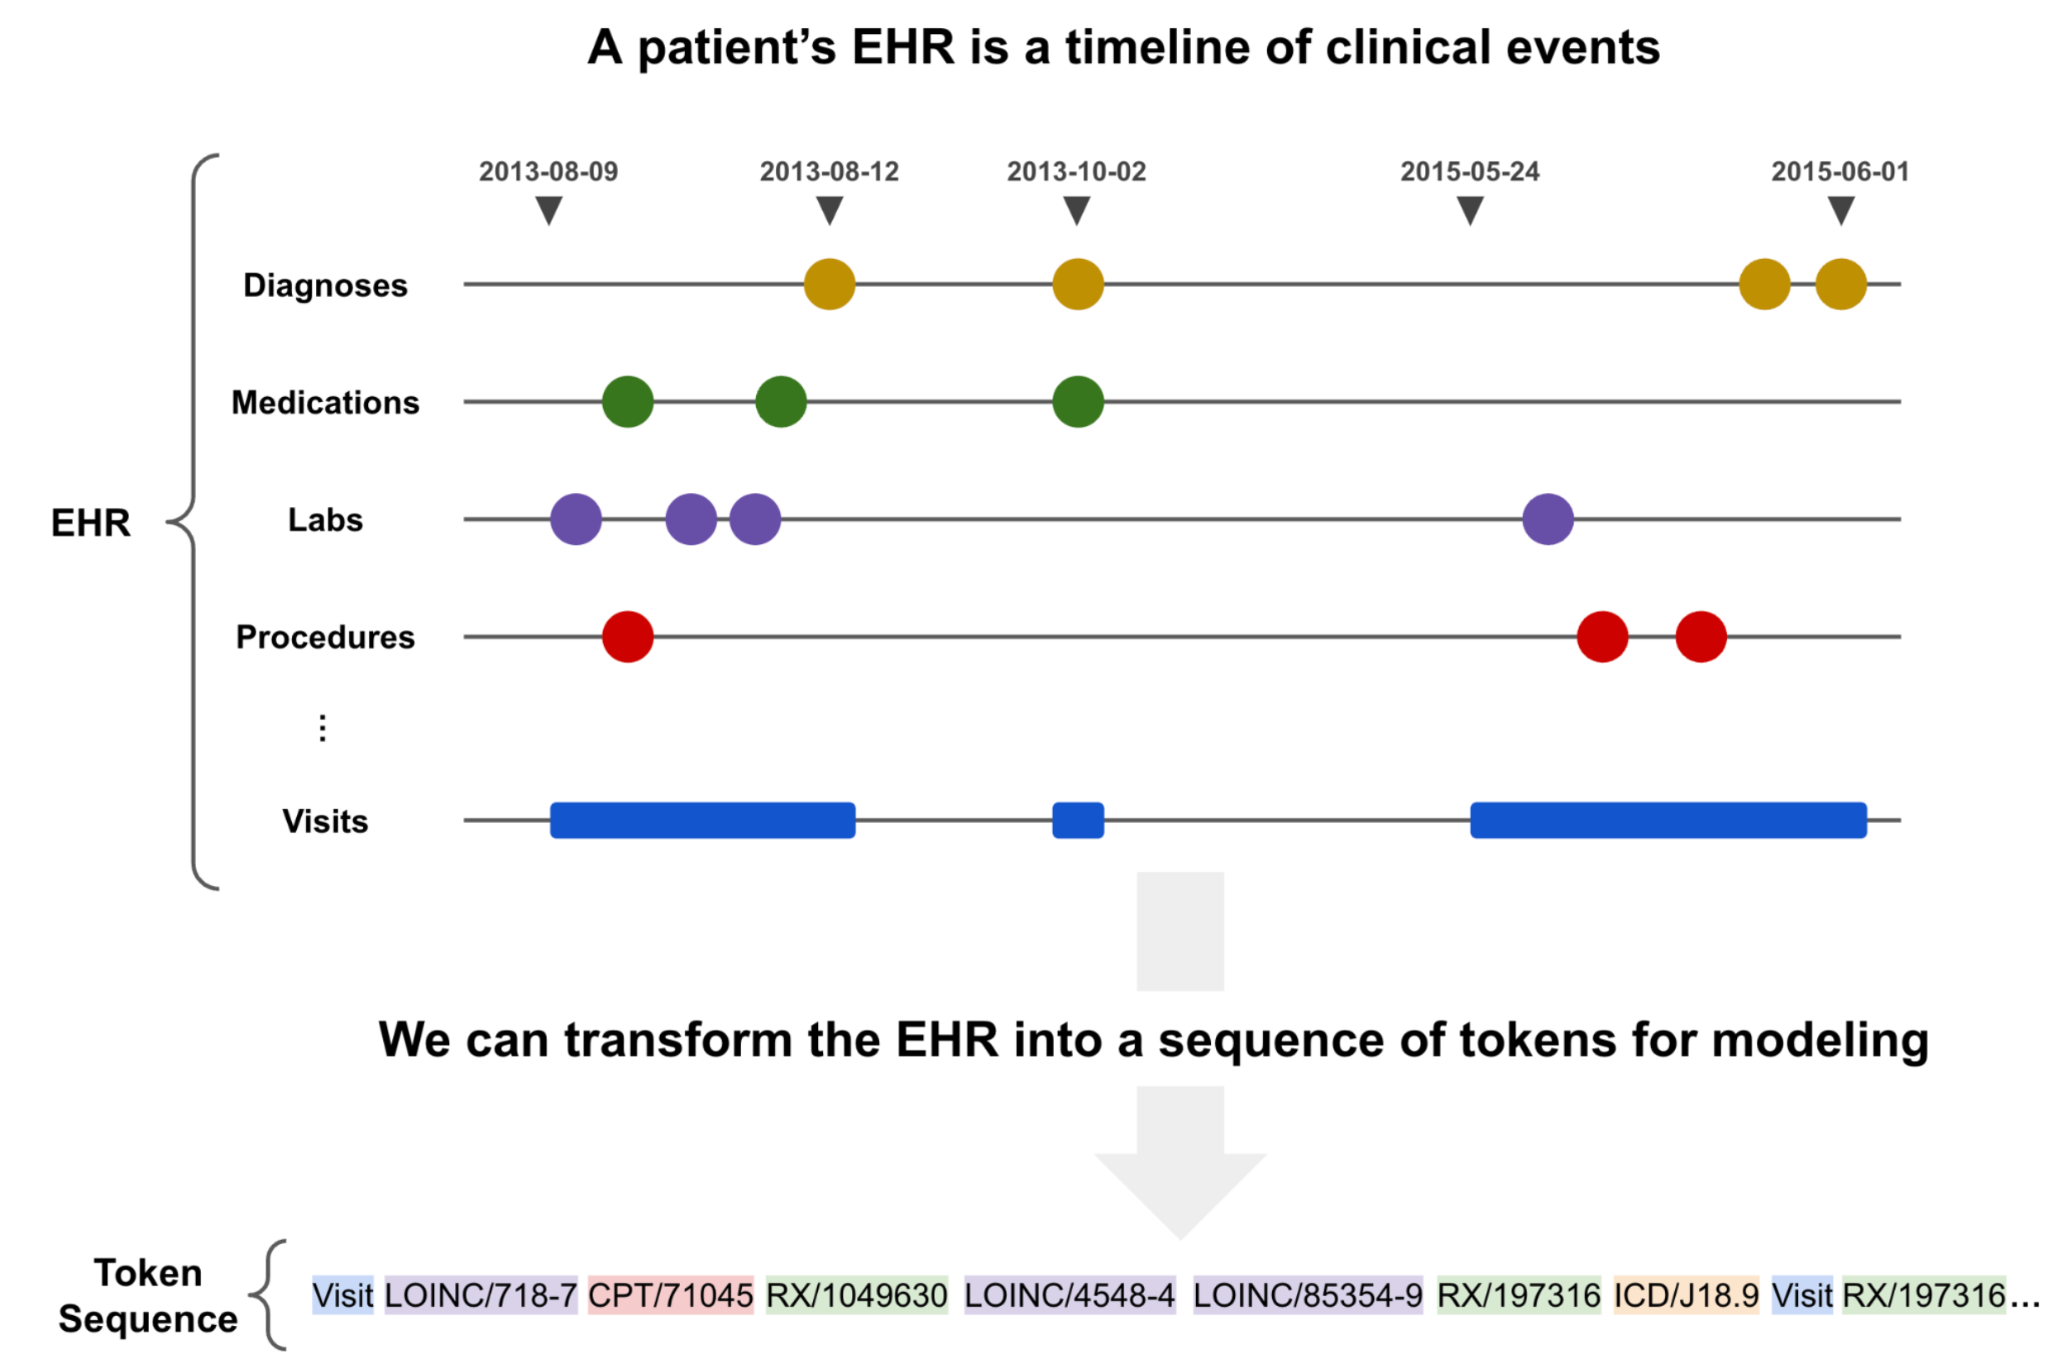 A patient’s EHR is a timeline of clinical events
2013-08-09 2013-08-12 2013-10-02 2015-05-24 2015-06-01
Diagnoses
Medications
EHR
Labs
Procedures
⋮
Visits
We can transform the EHR into a sequence of tokens for modeling
Token
Sequence
Visit LOINC/718-7 CPT/71045 RX/1049630 LOINC/4548-4 LOINC/85354-9 RX/197316 ICD/J18.9 Visit RX/197316...